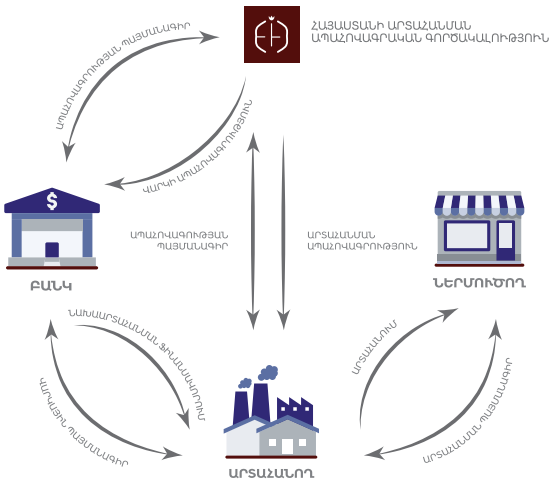 ՀԱՅԱՍՏԱՆԻ ԱՐՏԱՀԱՆՄԱՆ
ԱՊԱՀՈՎԱԳՐԱԿԱՆ ԳՈՐԾԱԿԱԼՈՒԹՅՈՒՆ
ԱՊԱՀՈՎԱԳՐՈՒԹՅԱՆ ՊԱՅՄԱՆԱԳԻՐ
ՎԱՐԿԻ ԱՊԱՀՈՎԱԳՐՈՒԹՅՈՒՆ
ԱՊԱՀՈՎԱԳՈՒԹՅԱՆ
ՊԱՅՄԱՆԱԳԻՐ
ԱՐՏԱՀԱՆՄԱՆ
ԱՊԱՀՈՎԱԳՐՈՒԹՅՈՒՆ
ԲԱՆԿ
ՆԵՐՄՈՒԾՈՂ
ՆԱԽԱԱՐՏԱՀԱՆՄԱՆ ՖԻՆԱՆՍԱՎՈՐՈՒՄ
ՎԱՐԿԱՅԻՆ ՊԱՅՄԱՆԱԳԻՐ
ԱՐՏԱՀԱՆՈՒՄ
ԱՐՏԱՀԱՆՄԱՆ ՊԱՅՄԱՆԱԳԻՐ
ԱՐՏԱՀԱՆՈՂ